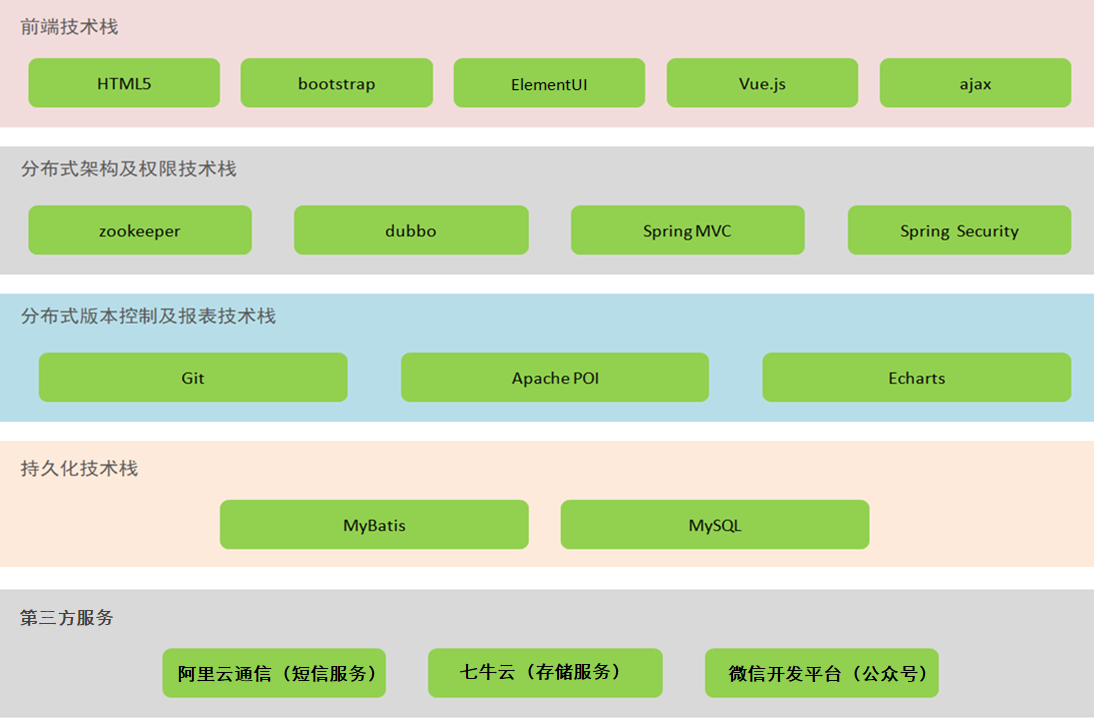 前端技术栈
HTML5 bootstrap ElementUI Vue.js ajax
分布式架构及权限技术栈
zookeeper dubbo Spring MVC Spring Security
分布式版本控制及报表技术栈
Git Apache POI Echarts
持久化技术栈
MyBatis MySQL
第三方服务
阿里云通信（短信服务） 七牛云（存储服务） 微信开发平台（公众号）